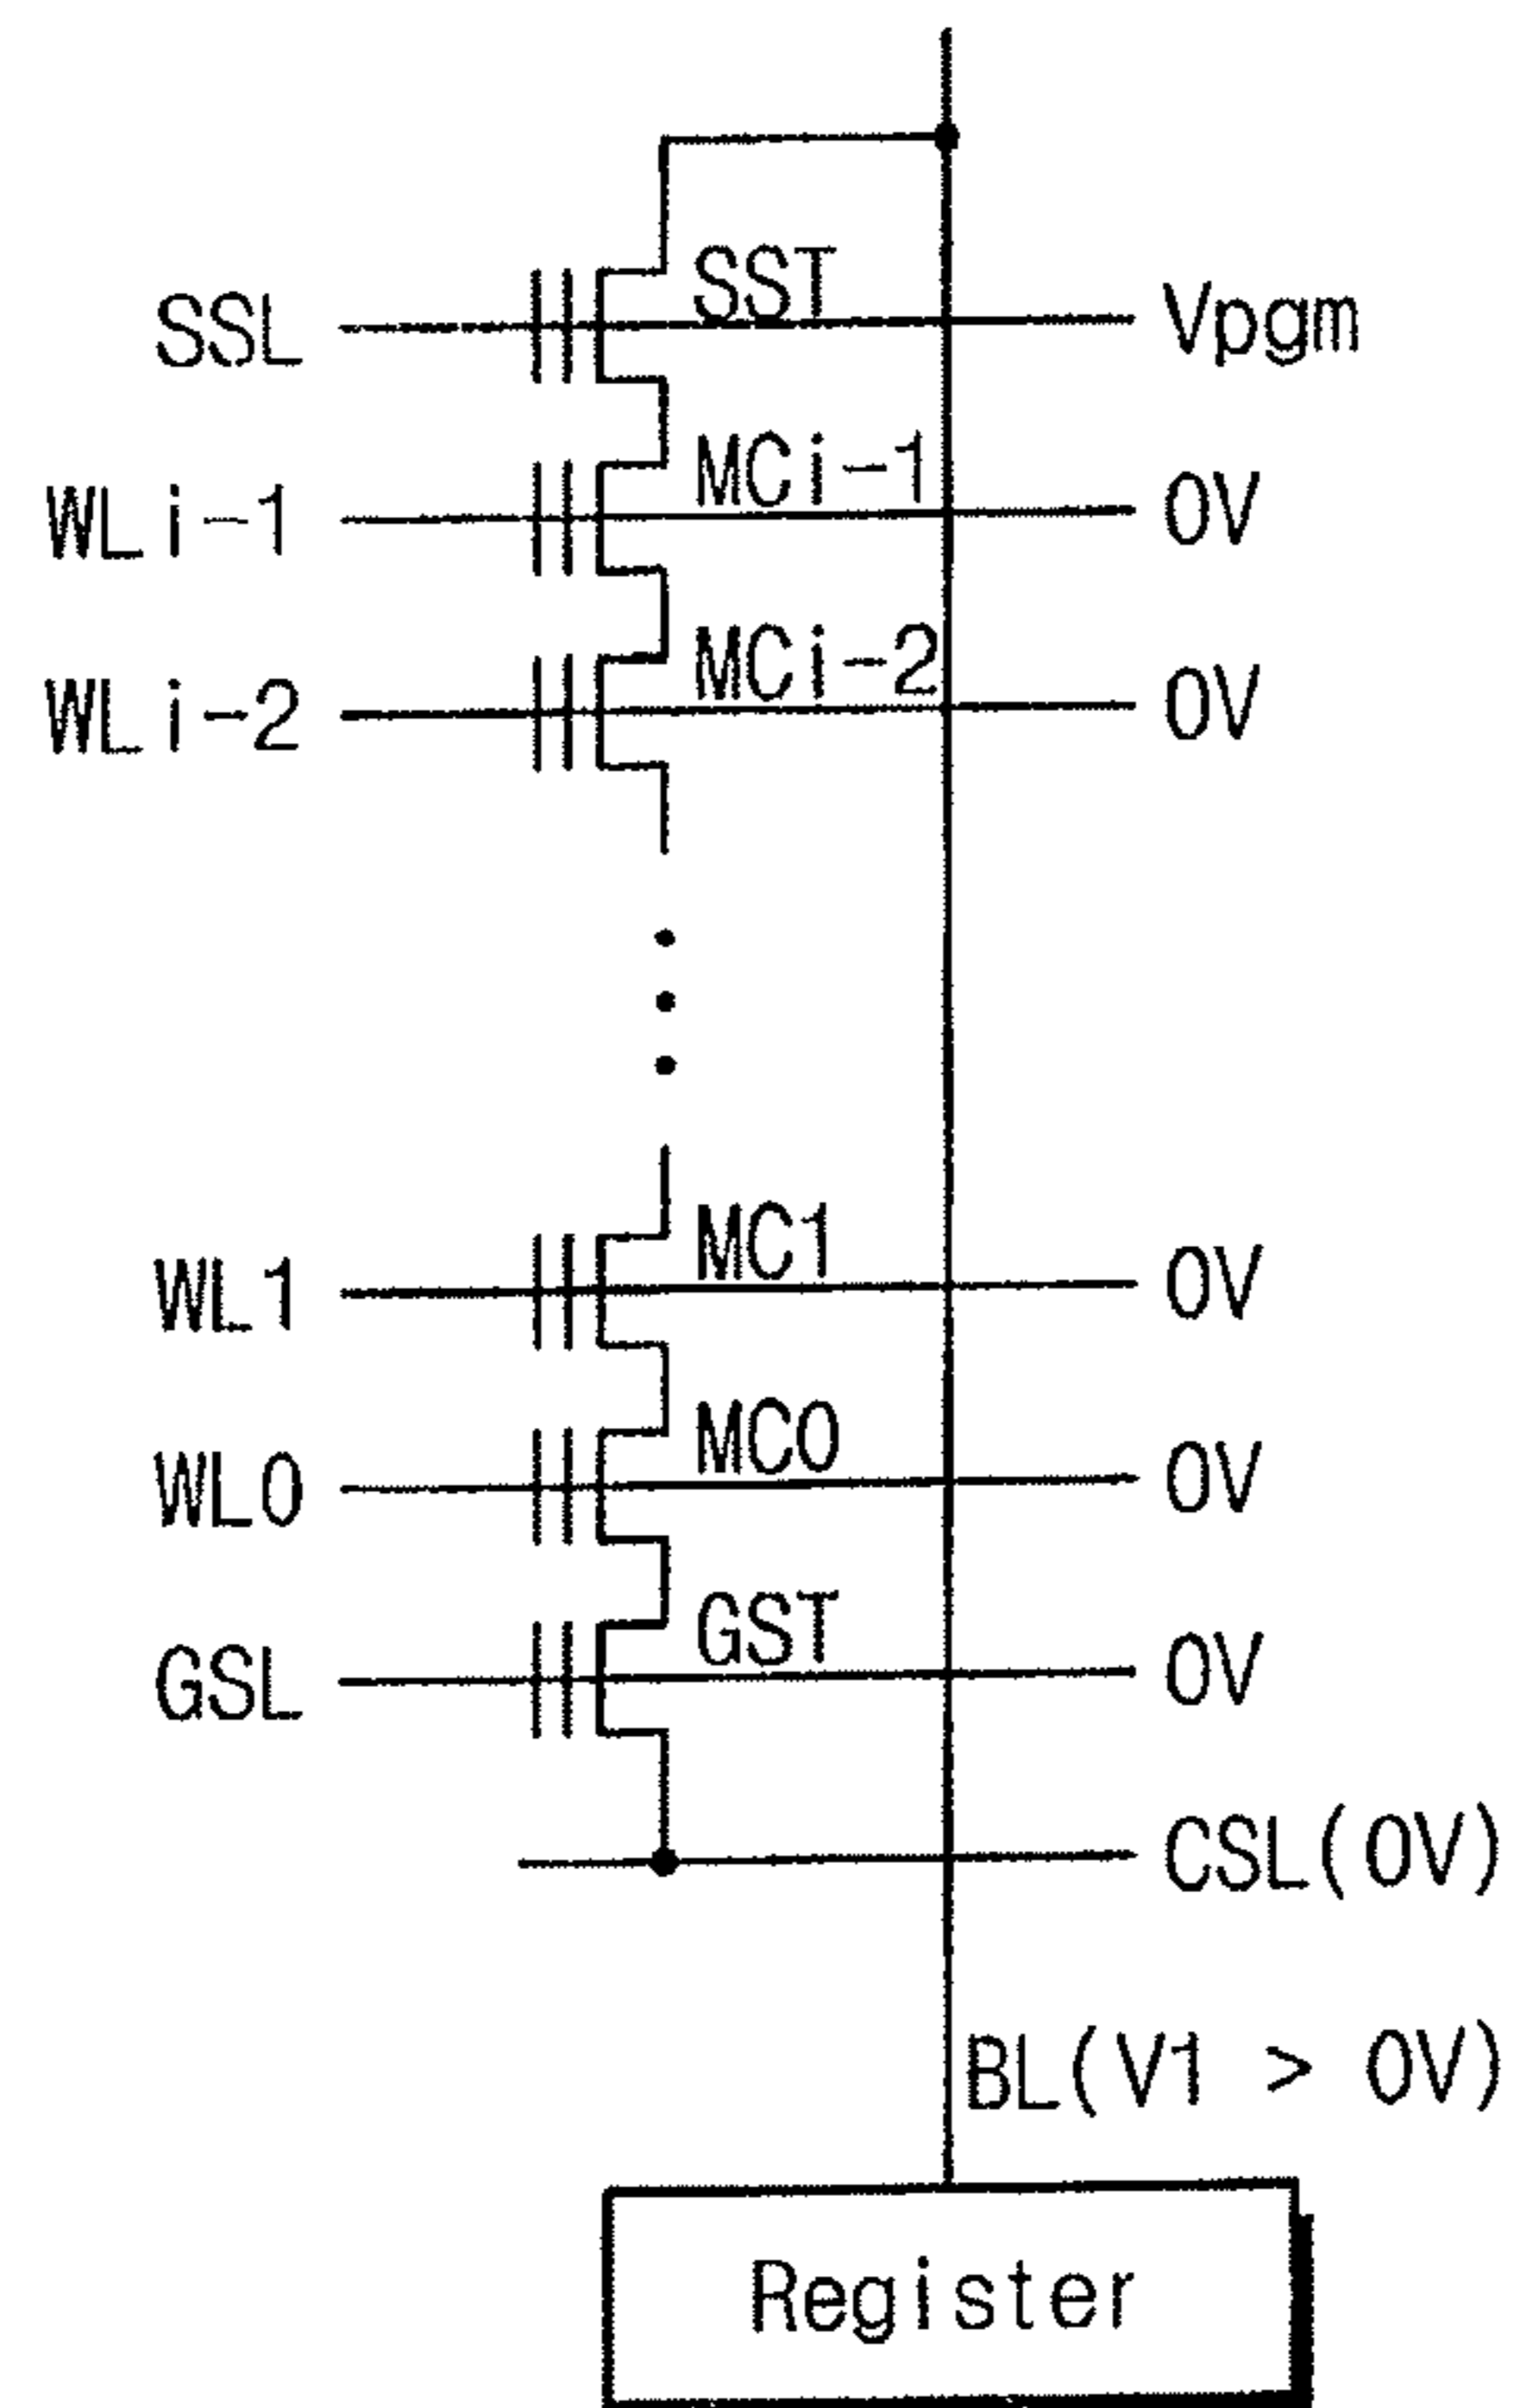 SSL SST Vpgm
WLi-1 MCi-1 0V
WLi-2 MCi-2 0V
WL1 MC1 0V
WL0 MC0 0V
GSL GST 0V
CSL(0V)
BL(V1 > 0V)
Register